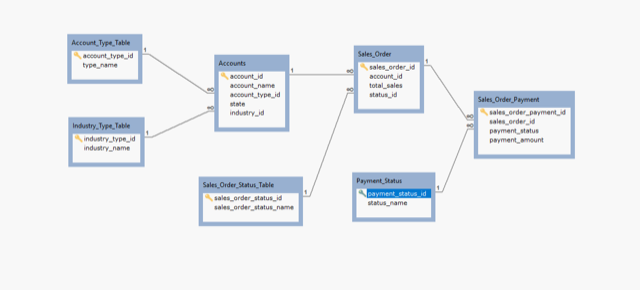 Account_Type_Table
account_type_id
type_name
1
Accounts
account_id
account_name
account_type_id
state
industry_id
1
Sales_Order
sales_order_id
account_id
total_sales
status_id
1
Sales_Order_Payment
sales_order_payment_id
sales_order_id
payment_status
payment_amount
Industry_Type_Table
industry_type_id
industry_name
1
Sales_Order_Status_Table
sales_order_status_id
sales_order_status_name
1
Payment_Status
payment_status_id
status_name
1